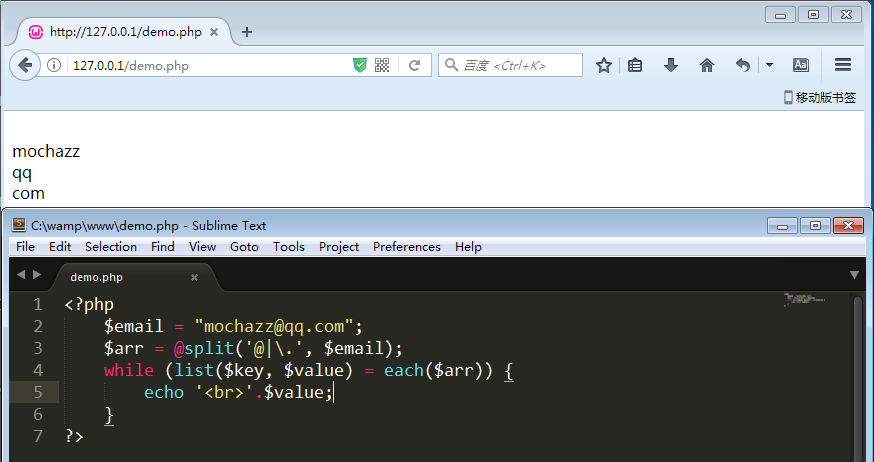 http://127.0.0.1/demo.php
127.0.0.1/demo.php
百度 <Ctrl+K>
移动版书签
mochazz
qq
com
C:\wamp\www\demo.php - Sublime Text
File Edit Selection Find View Goto Tools Project Preferences Help
demo.php
1 <?php
2     $email = "mochazz@qq.com";
3     $arr = @split('@|\.', $email);
4     while (list($key, $value) = each($arr)) {
5         echo '<br>'.$value;
6     }
7 ?>